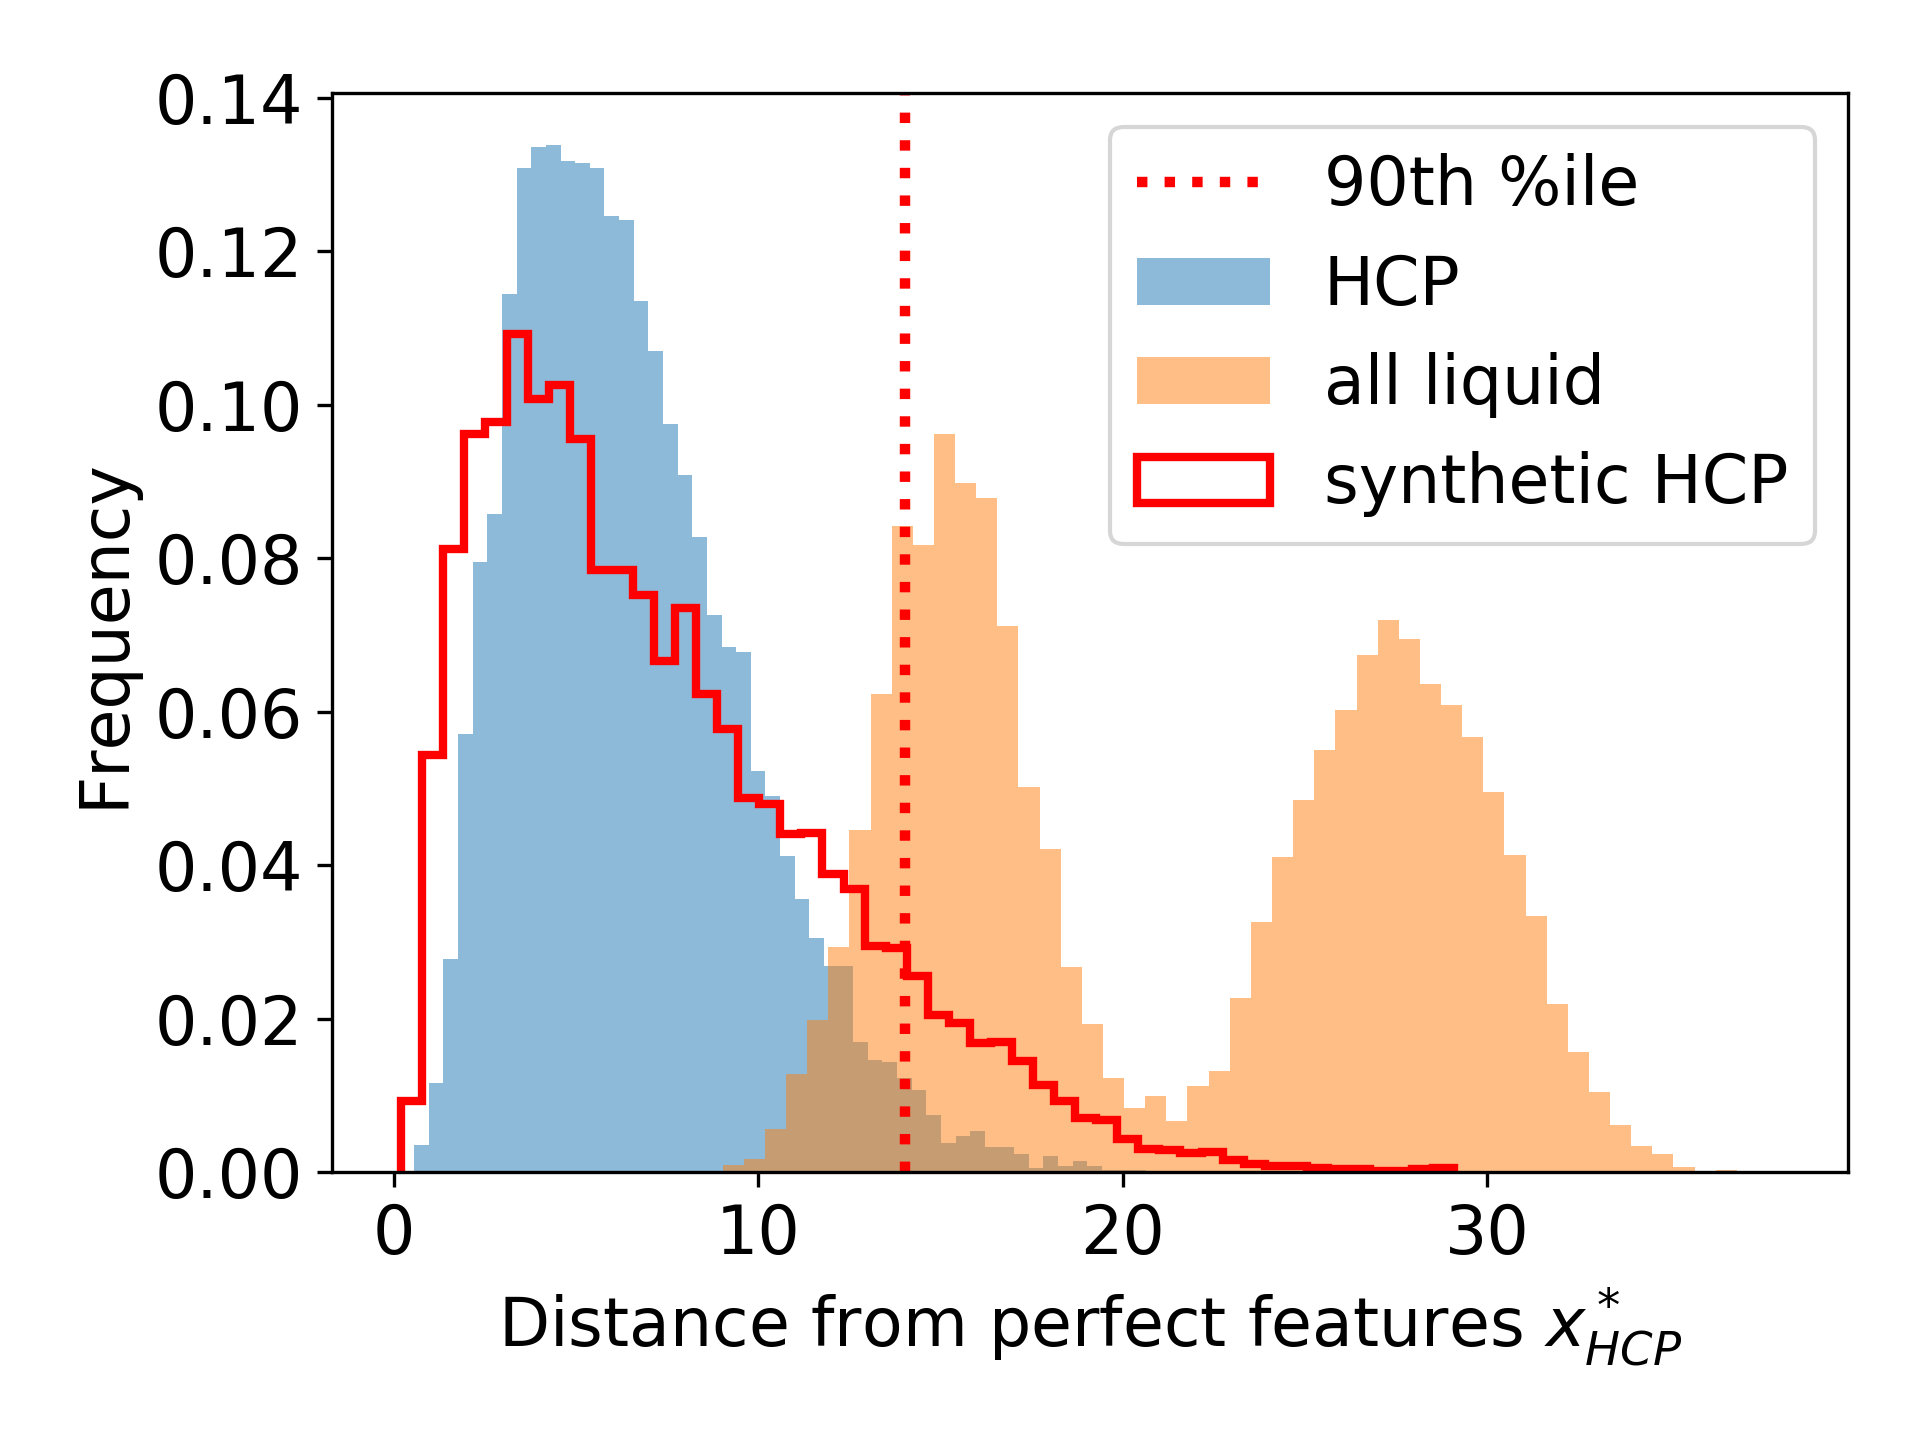 0.14
0.12
0.10
0.08
0.06
0.04
0.02
0.00
Frequency
90th %ile
HCP
all liquid
synthetic HCP
0 10 20 30
Distance from perfect features x*HCP